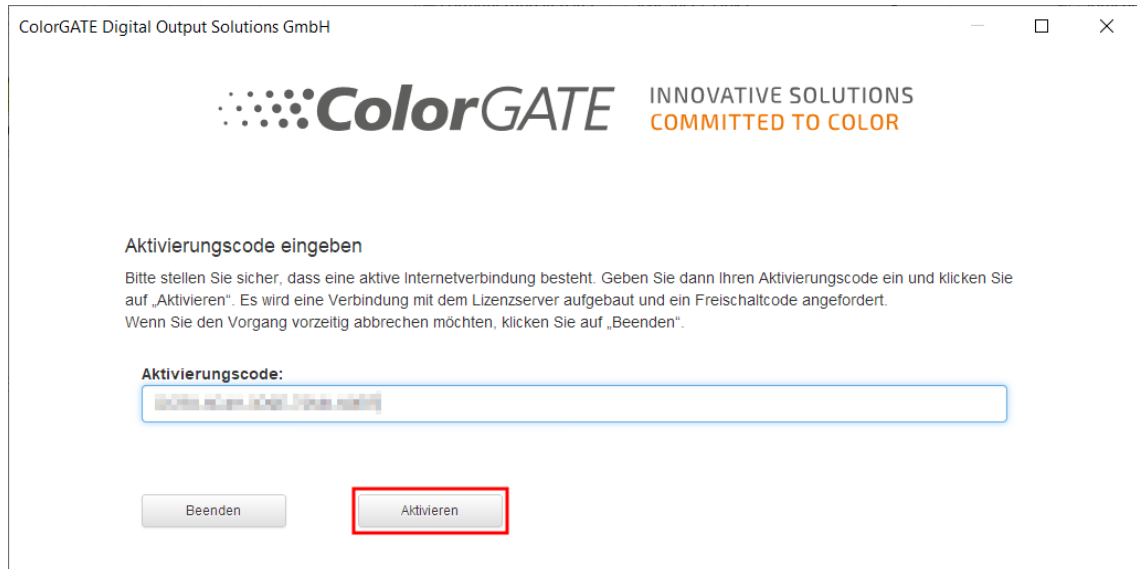 ColorGATE Digital Output Solutions GmbH
ColorGATE
INNOVATIVE SOLUTIONS
COMMITTED TO COLOR
Aktivierungscode eingeben
Bitte stellen Sie sicher, dass eine aktive Internetverbindung besteht. Geben Sie dann Ihren Aktivierungscode ein und klicken Sie
auf „Aktivieren“. Es wird eine Verbindung mit dem Lizenzserver aufgebaut und ein Freischaltcode angefordert.
Wenn Sie den Vorgang vorzeitig abbrechen möchten, klicken Sie auf „Beenden“.
Aktivierungscode:
Beenden
Aktivieren